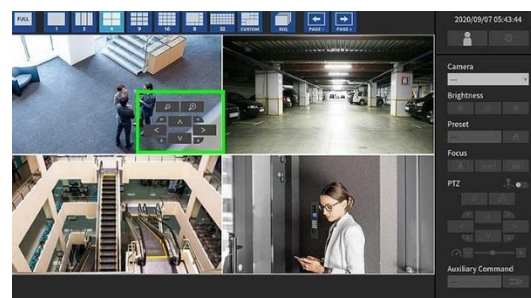 FULL
1
3
4
9
16
8
32
CUSTOM
SEQ
PAGE -
PAGE +
2020/09/07 05:43:44
Camera
---
Brightness
Preset
---
Focus
PTZ
Auxiliary Command
---